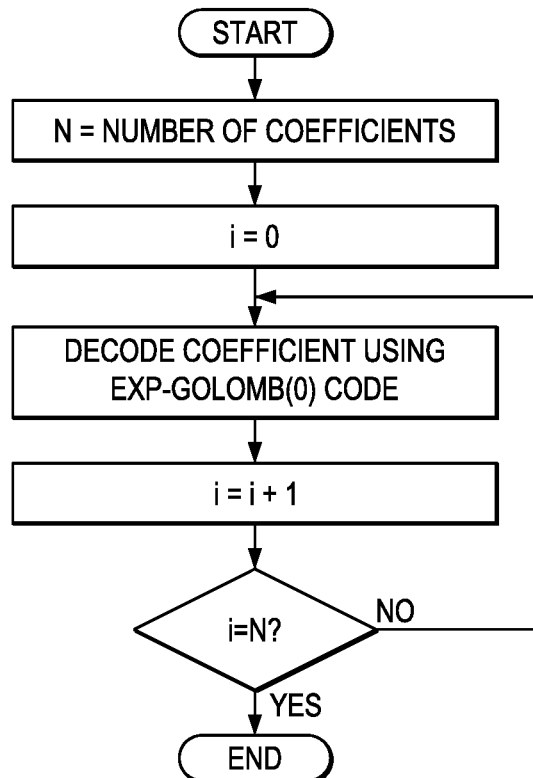 START
N = NUMBER OF COEFFICIENTS
i = 0
DECODE COEFFICIENT USING
EXP-GOLOMB(0) CODE
i = i + 1
i=N?
NO
YES
END